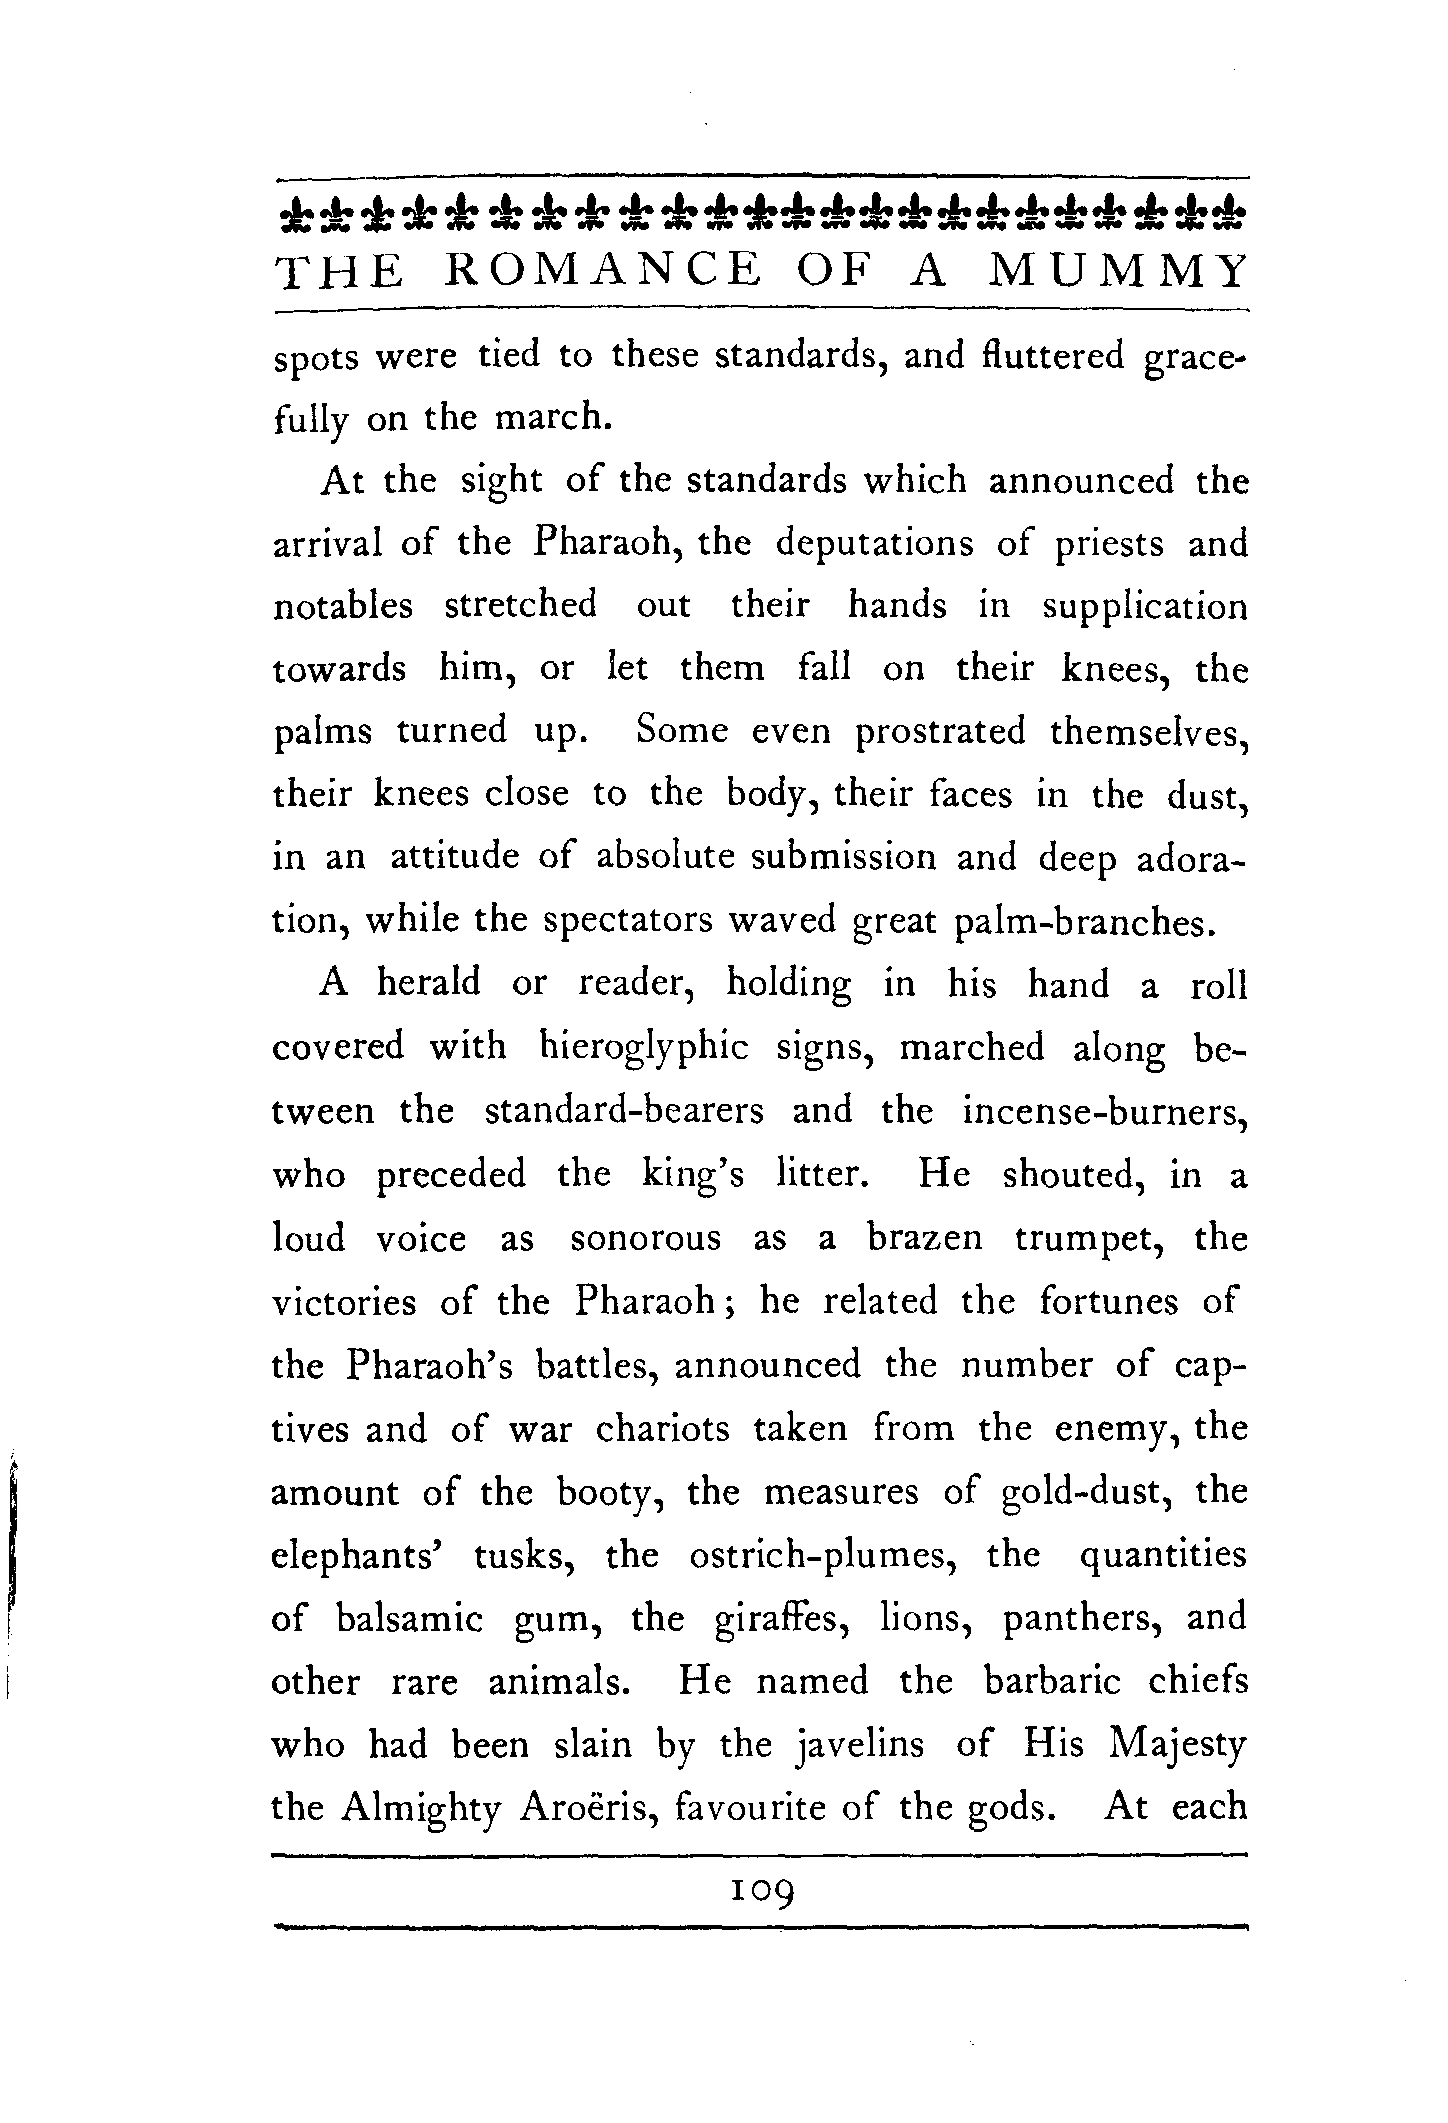 THE ROMANCE OF A MUMMY
spots were tied to these standards, and fluttered grace-
fully on the march.
At the sight of the standards which announced the
arrival of the Pharaoh, the deputations of priests and
notables stretched out their hands in supplication
towards him, or let them fall on their knees, the
palms turned up. Some even prostrated themselves,
their knees close to the body, their faces in the dust,
in an attitude of absolute submission and deep adora-
tion, while the spectators waved great palm-branches.
A herald or reader, holding in his hand a roll
covered with hieroglyphic signs, marched along be-
tween the standard-bearers and the incense-burners,
who preceded the king's litter. He shouted, in a
loud voice as sonorous as a brazen trumpet, the
victories of the Pharaoh; he related the fortunes of
the Pharaoh's battles, announced the number of cap-
tives and of war chariots taken from the enemy, the
amount of the booty, the measures of gold-dust, the
elephants' tusks, the ostrich-plumes, the quantities
of balsamic gum, the giraffes, lions, panthers, and
other rare animals. He named the barbaric chiefs
who had been slain by the javelins of His Majesty
the Almighty Aroëris, favourite of the gods. At each
109